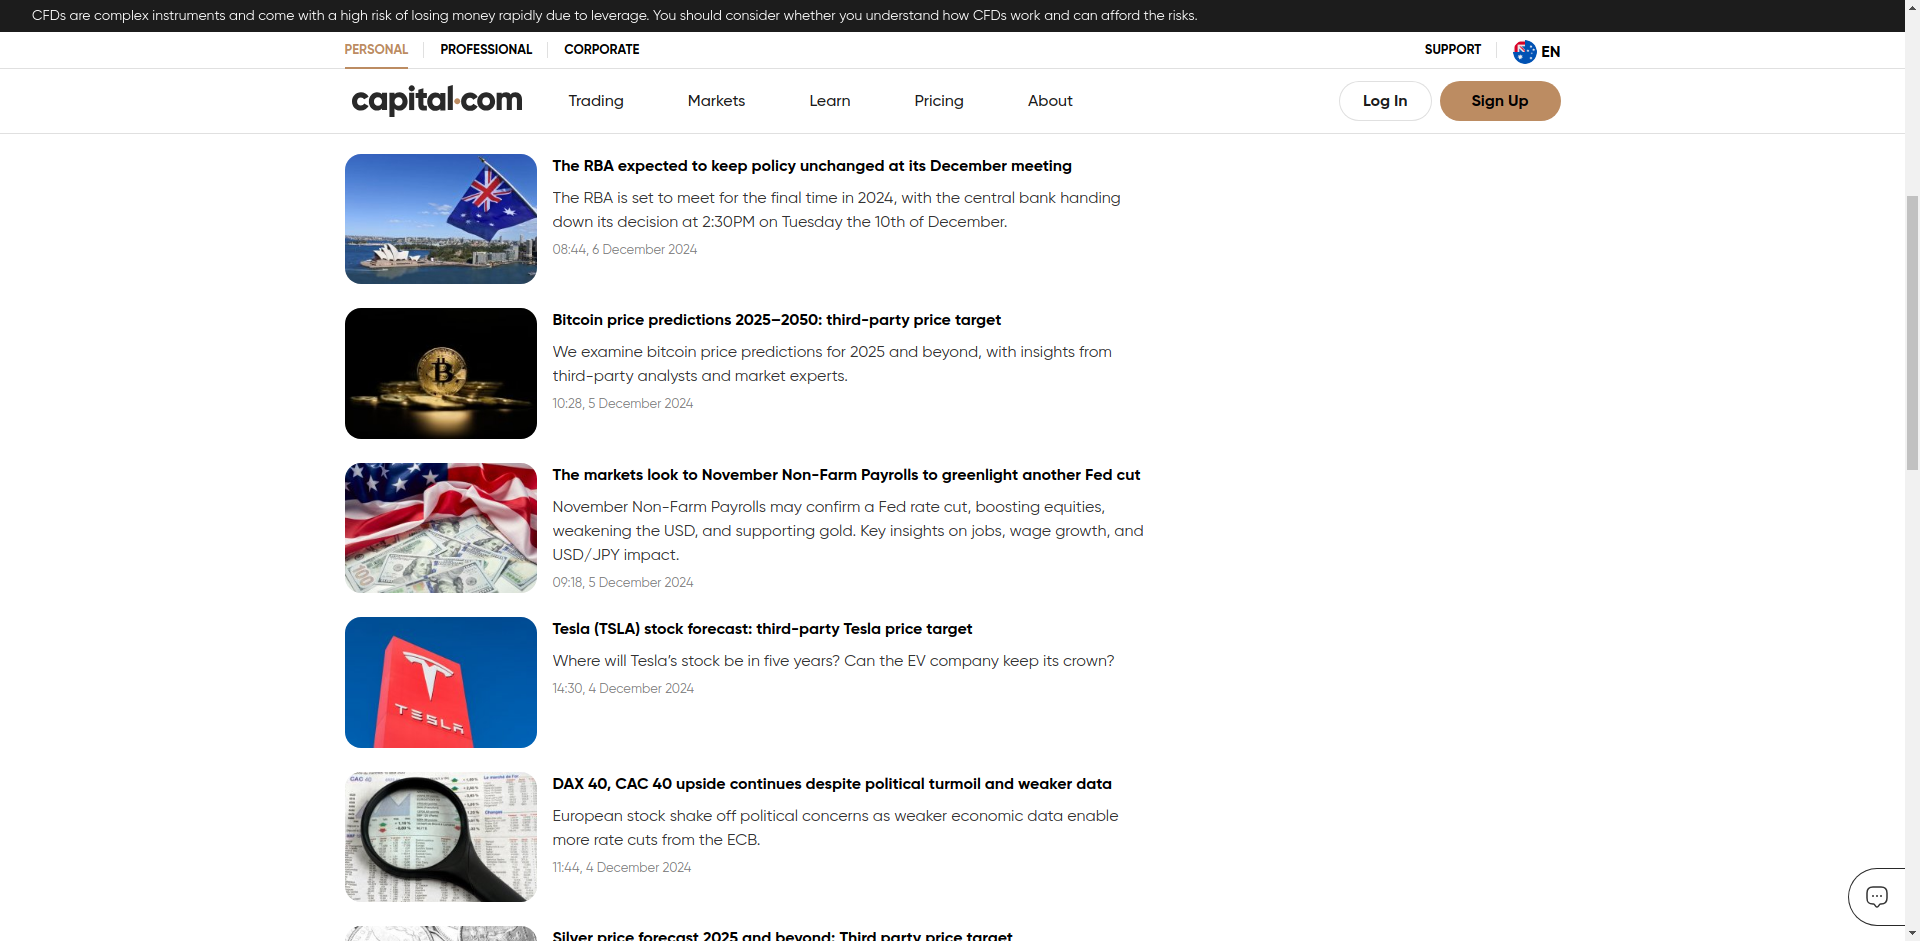 CFDs are complex instruments and come with a high risk of losing money rapidly due to leverage. You should consider whether you understand how CFDs work and can afford the risks.
PERSONAL
PROFESSIONAL
CORPORATE
SUPPORT
EN
capital.com
Trading
Markets
Learn
Pricing
About
Log In
Sign Up
The RBA expected to keep policy unchanged at its December meeting
The RBA is set to meet for the final time in 2024, with the central bank handing
down its decision at 2:30PM on Tuesday the 10th of December.
08:44, 6 December 2024
Bitcoin price predictions 2025–2050: third-party price target
We examine bitcoin price predictions for 2025 and beyond, with insights from
third-party analysts and market experts.
10:28, 5 December 2024
The markets look to November Non-Farm Payrolls to greenlight another Fed cut
November Non-Farm Payrolls may confirm a Fed rate cut, boosting equities,
weakening the USD, and supporting gold. Key insights on jobs, wage growth, and
USD/JPY impact.
09:18, 5 December 2024
TESLA
Tesla (TSLA) stock forecast: third-party Tesla price target
Where will Tesla’s stock be in five years? Can the EV company keep its crown?
14:30, 4 December 2024
CAC 40
DAX 40, CAC 40 upside continues despite political turmoil and weaker data
European stock shake off political concerns as weaker economic data enable
more rate cuts from the ECB.
11:44, 4 December 2024
Silver price forecast 2025 and beyond: Third party price target